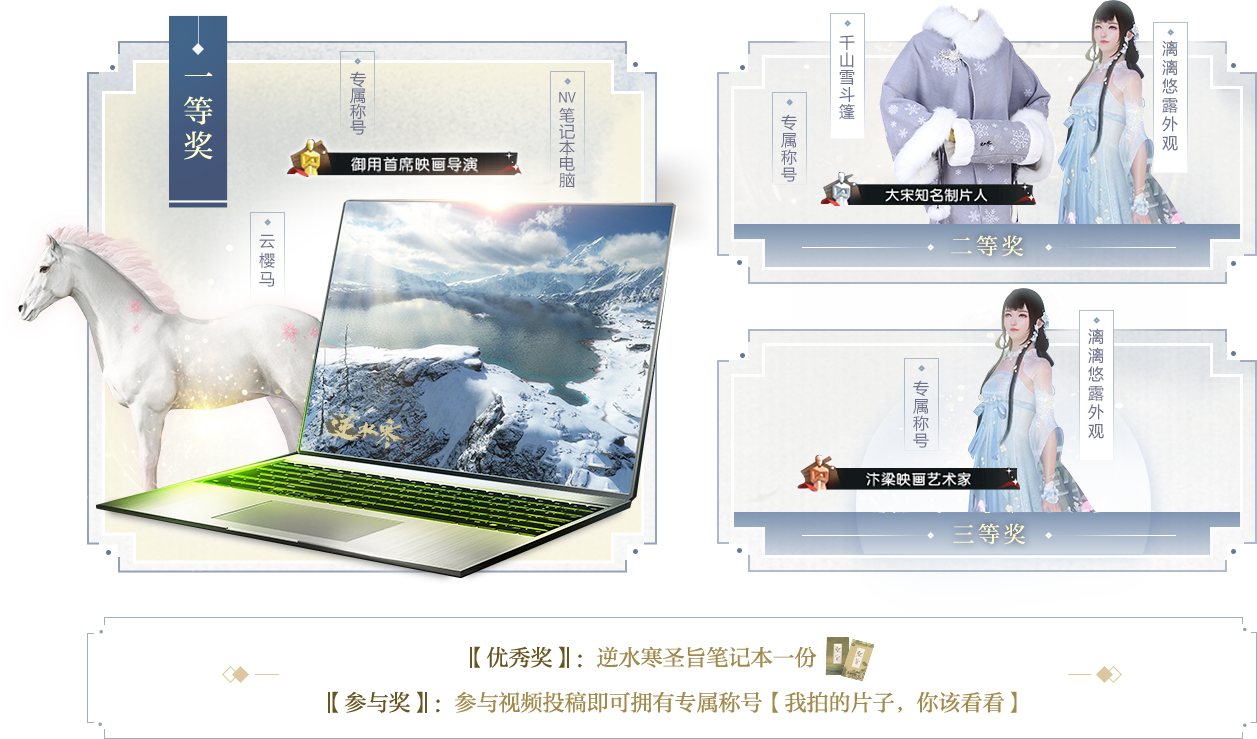 一等奖
专属称号
御用首席映画导演
NV笔记本电脑
云樱马
逆水寒
千山雪斗篷
漓漓悠露外观
专属称号
大宋知名制片人
二等奖
漓漓悠露外观
专属称号
汴梁映画艺术家
三等奖
〖优秀奖〗：逆水寒圣旨笔记本一份
〖参与奖〗：参与视频投稿即可拥有专属称号【我拍的片子，你该看看】